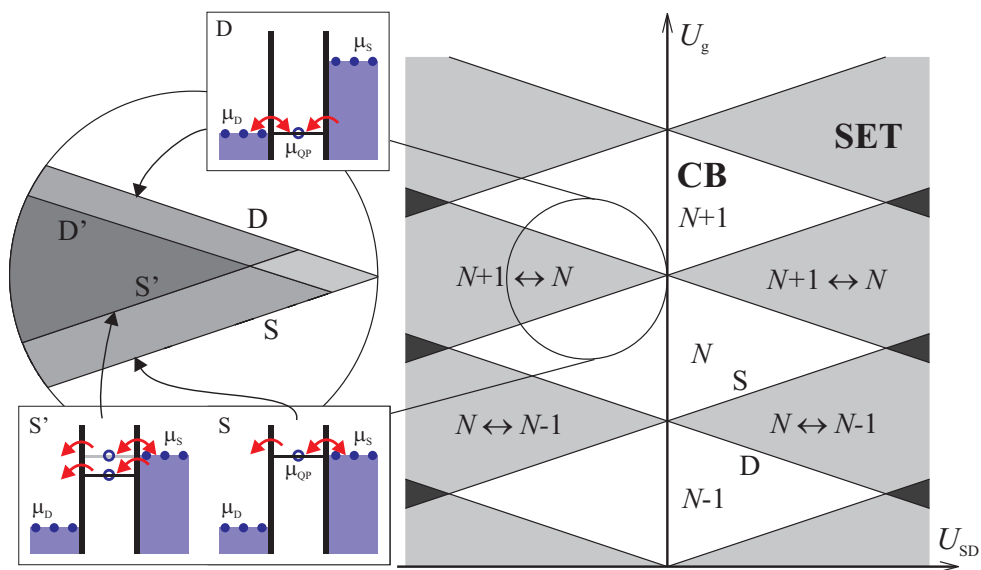 D
μS
μD
μQP
D
D’
S’
S
S’
μS
μD
S
μS
μQP
μD
Ug
SET
CB
N+1
N+1 ↔ N
N+1 ↔ N
N
S
N ↔ N-1
N ↔ N-1
D
N-1
USD